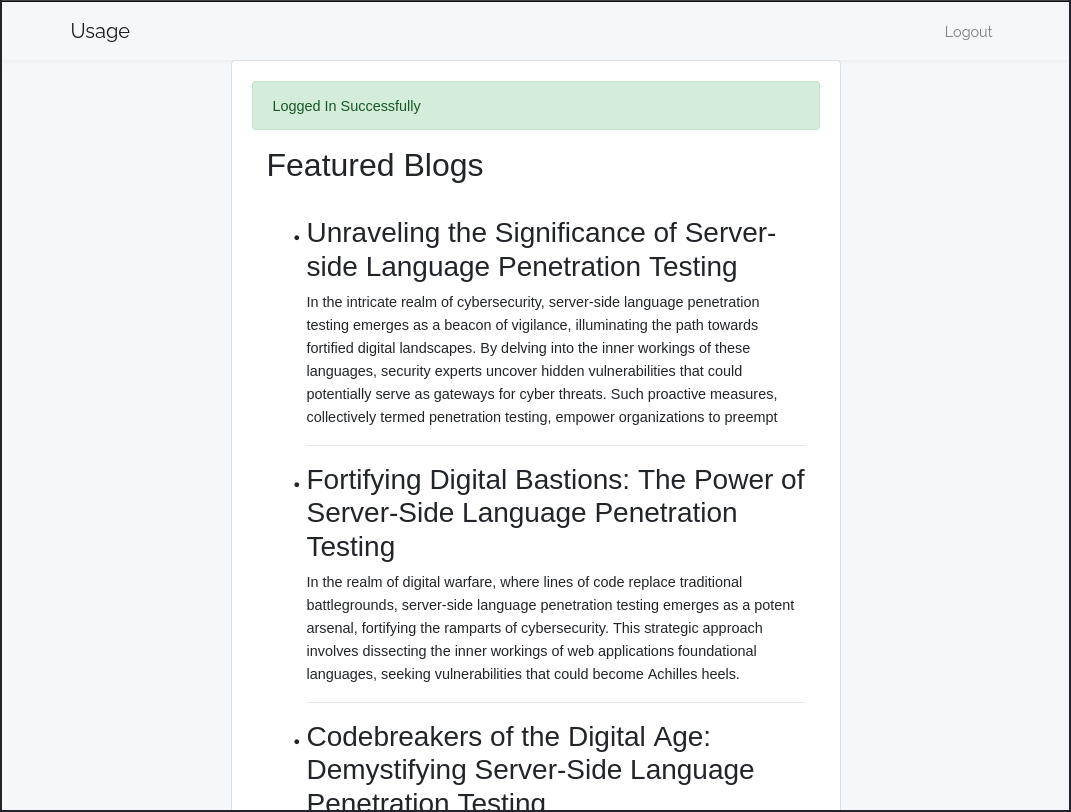 Usage
Logout
Logged In Successfully
Featured Blogs
Unraveling the Significance of Server-
side Language Penetration Testing
In the intricate realm of cybersecurity, server-side language penetration
testing emerges as a beacon of vigilance, illuminating the path towards
fortified digital landscapes. By delving into the inner workings of these
languages, security experts uncover hidden vulnerabilities that could
potentially serve as gateways for cyber threats. Such proactive measures,
collectively termed penetration testing, empower organizations to preempt
Fortifying Digital Bastions: The Power of
Server-Side Language Penetration
Testing
In the realm of digital warfare, where lines of code replace traditional
battlegrounds, server-side language penetration testing emerges as a potent
arsenal, fortifying the ramparts of cybersecurity. This strategic approach
involves dissecting the inner workings of web applications foundational
languages, seeking vulnerabilities that could become Achilles heels.
Codebreakers of the Digital Age:
Demystifying Server-Side Language
Penetration Testing